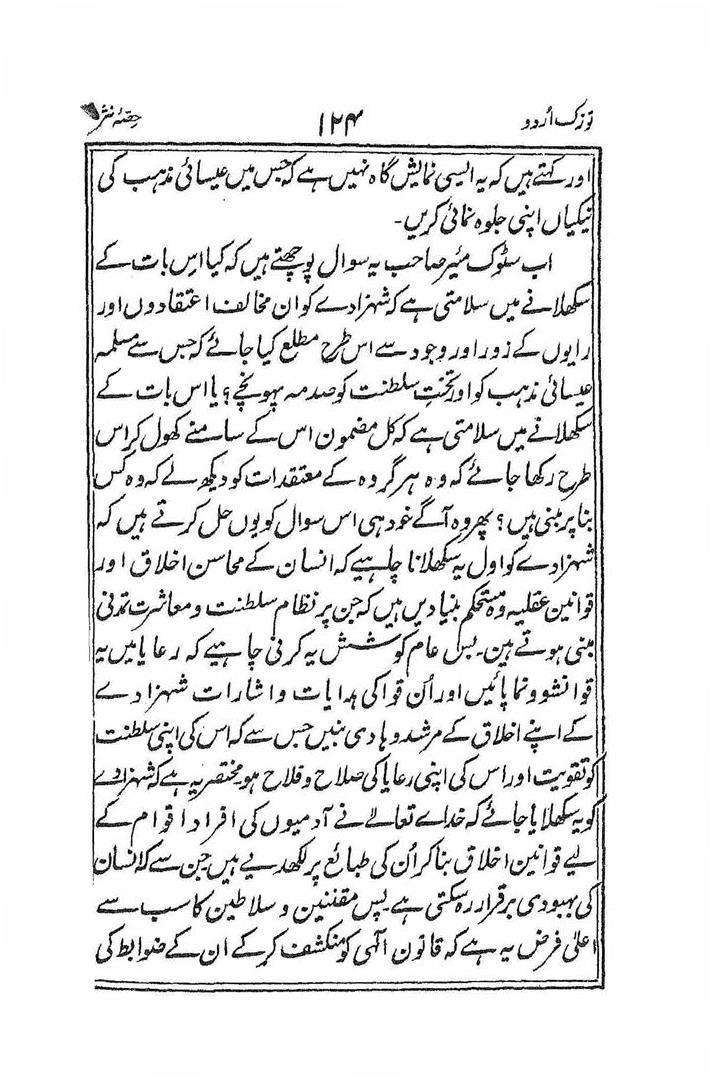 توزک اُردو ۱۲۴ حصّۂ نثر
اور کہتے ہیں کہ یہ ایسی نمایش گاہ نہیں ہے کہ جس میں عیسائی مذہب کی
نیکیاں اپنی جلوہ نمائی کریں۔
اب سٹوک میئر صاحب یہ سوال پوچھتے ہیں کہ کیا اِس بات کے
سکھلانے میں سلامتی ہے کہ شہزادے کو ان مخالف اعتقادوں اور
رایوں کے زور اور وجود سے اس طرح مطلع کیا جائے کہ جس سے مسلمہ
عیسائی مذہب کو اور تختِ سلطنت کو صدمہ پہونچے؟ یا اس بات کے
سکھلانے میں سلامتی ہے کہ کل مضمون اس کے سامنے کھول کر اس
طرح رکھا جائے کہ وہ ہر گروہ کے معتقدات کو دیکھ لے کہ وہ کس
بنا پر مبنی ہیں؟ پھر وہ آگے خود ہی اس سوال کو یوں حل کرتے ہیں کہ
شہزادے کو اول یہ سکھلانا چاہیے کہ انسان کے محاسن اخلاق اور
قوانین عقلیہ وہ مستحکم بنیادیں ہیں کہ جن پر نظام سلطنت و معاشرت تمدنی
مبنی ہوتے ہین۔ بس عام کوشش یہ کرنی چاہیے کہ رعایا میں یہ
قوا نشوونما پائیں اور اُن قوا کی ہدایات و اشارات شہزادے
کے اپنے اخلاق کے مرشد و ہادی بنیں جس سے کہ اس کی اپنی سلطنت
کو تقویت اور اس کی اپنی رعایا کی صلاح و فلاح ہو۔ مختصر یہ ہے کہ شہزادے
کو یہ سکھلایا جائے کہ خداے تعالےٰ نے آدمیوں کی افراد اقوام کے
لیے قوانین اخلاق بنا کر اُن کی طبائع پر لکھدیے ہیں جن سے کہ انسان
کی بہبودی برقرار رہ سکتی ہے۔ پس مقننین و سلاطین کا سب سے
اعلیٰ فرض یہ ہے کہ قانون الٰہی کو منکشف کر کے ان کے ضوابط کی